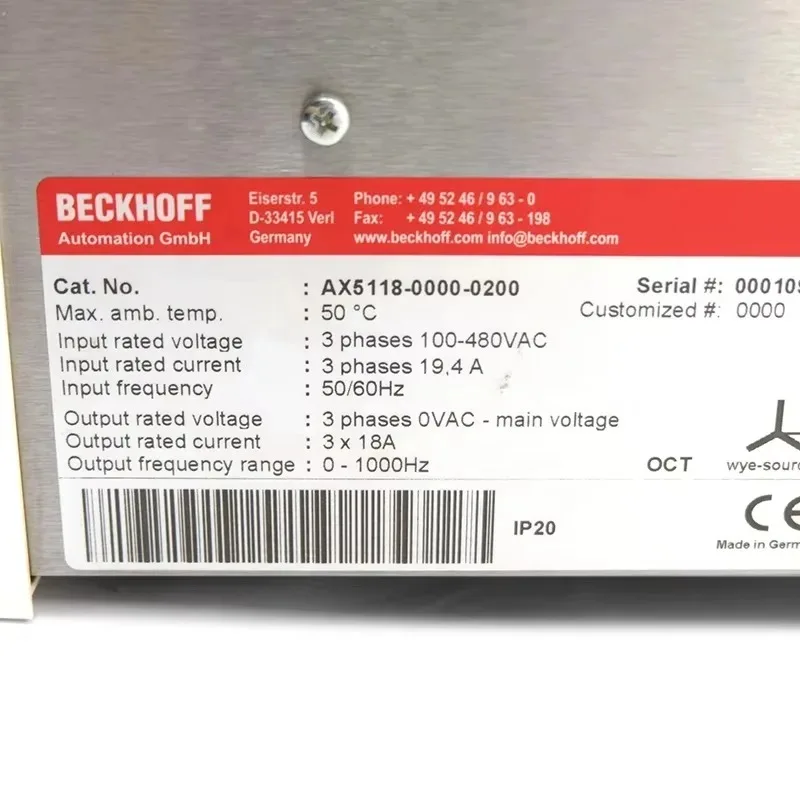 BECKHOFF
Automation GmbH
Eiserstr. 5
D-33415 Verl
Germany
Phone: + 49 52 46 / 9 63 - 0
Fax: + 49 52 46 / 9 63 - 198
www.beckhoff.com info@beckhoff.com
Cat. No. : AX5118-0000-0200 Serial #:
Max. amb. temp. : 50 °C Customized #: 0000
Input rated voltage : 3 phases 100-480VAC
Input rated current : 3 phases 19,4 A
Input frequency : 50/60Hz
Output rated voltage : 3 phases 0VAC - main voltage
Output rated current : 3 x 18A
Output frequency range : 0 - 1000Hz OCT
IP20
CE
Made in